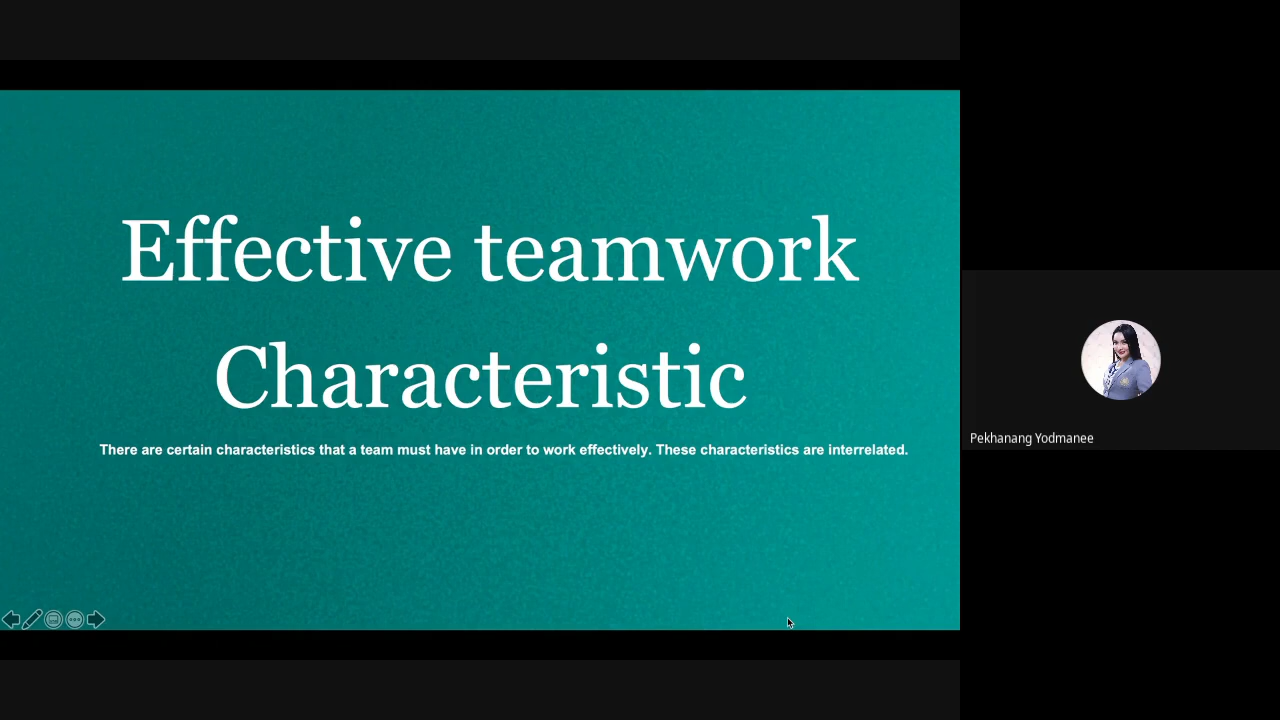 Effective teamwork
Characteristic
There are certain characteristics that a team must have in order to work effectively. These characteristics are interrelated.
Pekhanang Yodmanee